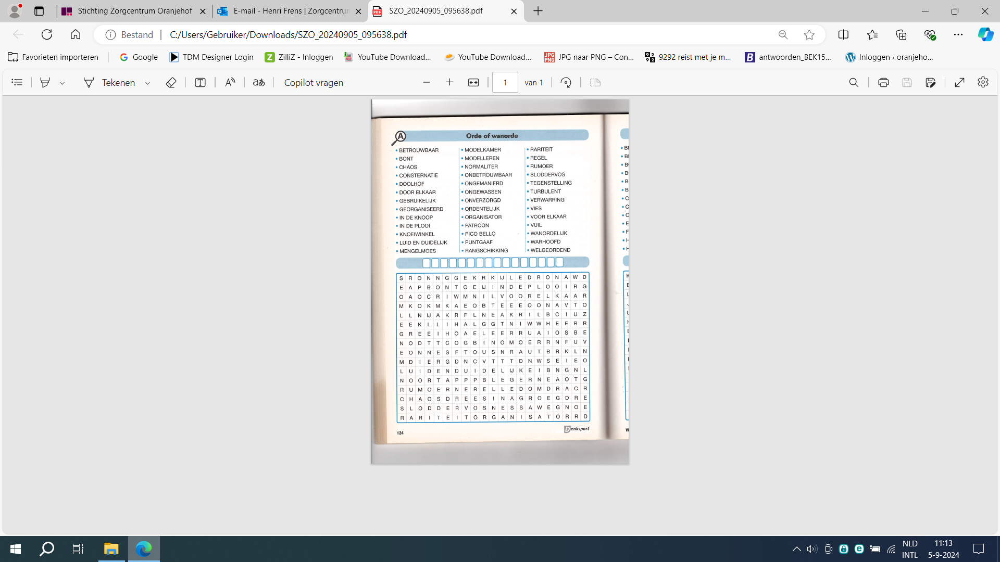 Stichting Zorgcentrum Oranjehof
E-mail - Henri Frens | Zorgcentru
SZO_20240905_095638.pdf
Bestand
C:/Users/Gebruiker/Downloads/SZO_20240905_095638.pdf
Favorieten importeren
Google
TDM Designer Login
ZilliZ - Inloggen
YouTube Download...
YouTube Download...
JPG naar PNG – Con...
9292 reist met je m...
antwoorden_BEK15...
Inloggen ‹ oranjeho...
Tekenen
Copilot vragen
1 van 1
A
Orde of wanorde
• BETROUWBAAR
• BONT
• CHAOS
• CONSTERNATIE
• DOOLHOF
• DOOR ELKAAR
• GEBRUIKELIJK
• GEORGANISEERD
• IN DE KNOOP
• IN DE PLOOI
• KNOEIWINKEL
• LUID EN DUIDELIJK
• MENGELMOES
• MODELKAMER
• MODELLEREN
• NORMALITER
• ONBETROUWBAAR
• ONGEMANIERD
• ONGEWASSEN
• ONVERZORGD
• ORDENTELIJK
• ORGANISATOR
• PATROON
• PICO BELLO
• PUNTGAAF
• RANGSCHIKKING
• RARITEIT
• REGEL
• RUMOER
• SLODDERVOS
• TEGENSTELLING
• TURBULENT
• VERWARRING
• VIES
• VOOR ELKAAR
• VUIL
• WANORDELIJK
• WARHOOFD
• WELGEORDEND
S R O N N G G E K R K IJ L E D R O N A W D
E A P B O N T O E IJ I N D E P L O O I R G
O A O C R I W M N I L V O O R E L K A A R
M K O K M K A E O B T E E E O O N A V T O
L L N IJ A K R F L N E A K R I L B C I U Z
E E K L L I H A L G G T N I W W H E E R R
G R E E I H O A E L E E R R U A I O S B E
N O D T T C O G B I N O M O E R R N F U V
E O N N E S F T O U S N R A U T B R K L N
M D I E R G D N C V T T T D N W S E I E O
L U I D E N D U I D E L IJ K E I B N G N L
N O O R T A P P P B L E G E R N E A O T G
R U M O E R N E R E L L E D O M D R A C R
C H A O S D R E E S I N A G R O E G D R E
S L O D D E R V O S N E S S A W E G N O E
R A R I T E I T O R G A N I S A T O R R D
124
Denksport
NLD
INTL
11:13
5-9-2024